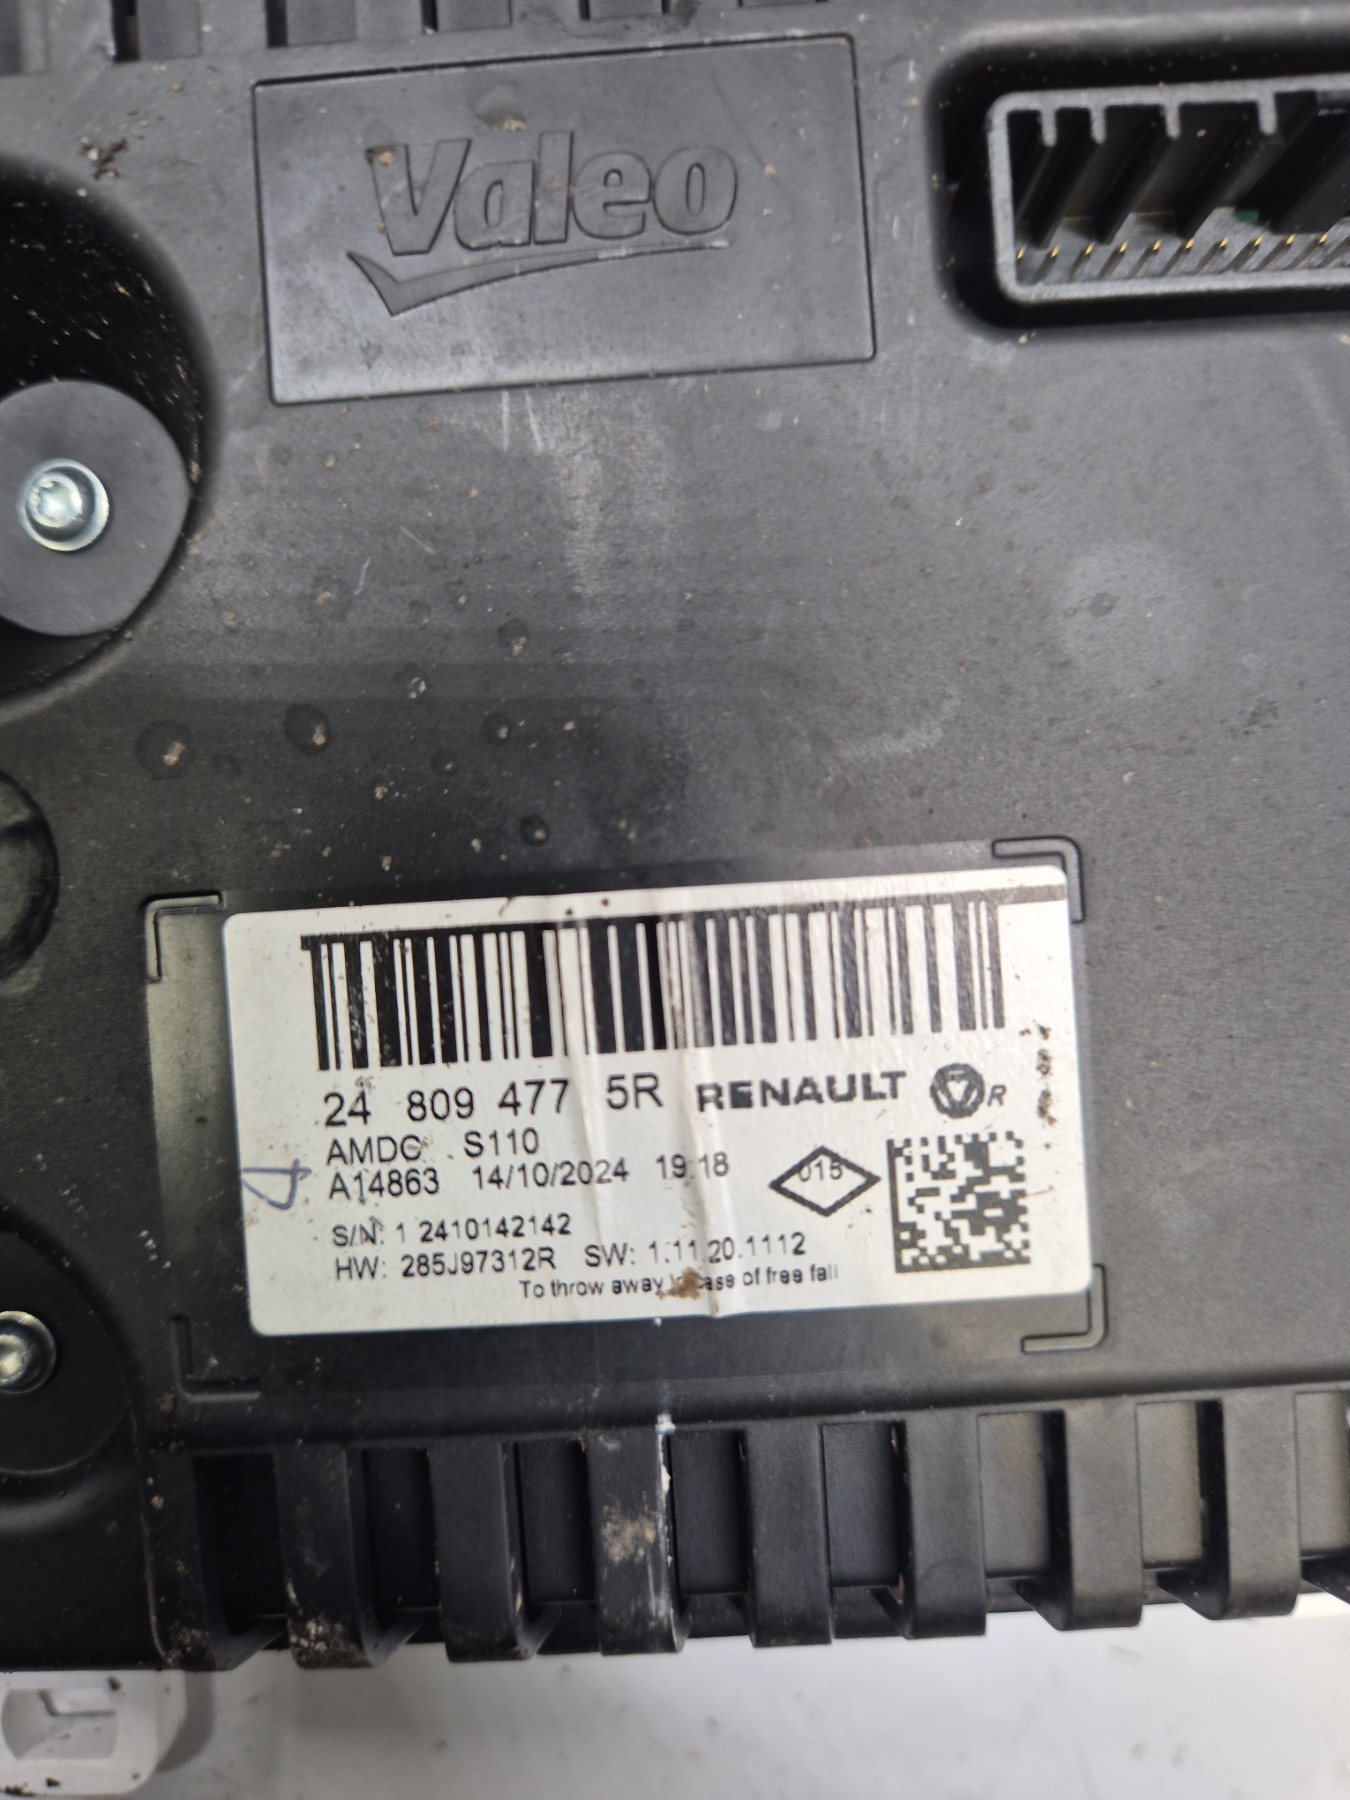 Valeo
24 809 477 5R RENAULT R
AMDC S110
A14863 14/10/2024 19:18 015
S/N: 1 2410142142
HW: 285J97312R SW: 1.11.20.1112
To throw away in case of free fall